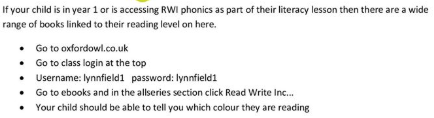 If your child is in year 1 or is accessing RWI phonics as part of their literacy lesson then there are a wide
range of books linked to their reading level on here.
• Go to oxfordowl.co.uk
• Go to class login at the top
• Username: lynnfield1 password: lynnfield1
• Go to ebooks and in the allseries section click Read Write Inc...
• Your child should be able to tell you which colour they are reading